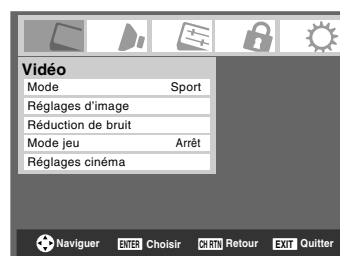 Vidéo
Mode Sport
Réglages d'image
Réduction de bruit
Mode jeu Arrêt
Réglages cinéma
Naviguer ENTER Choisir CH RTN Retour EXIT Quitter